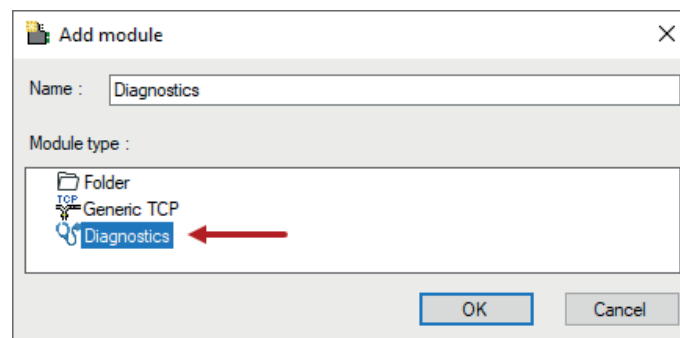 Add module
Name : Diagnostics
Module type :
Folder
TCP
Generic TCP
Diagnostics
OK Cancel